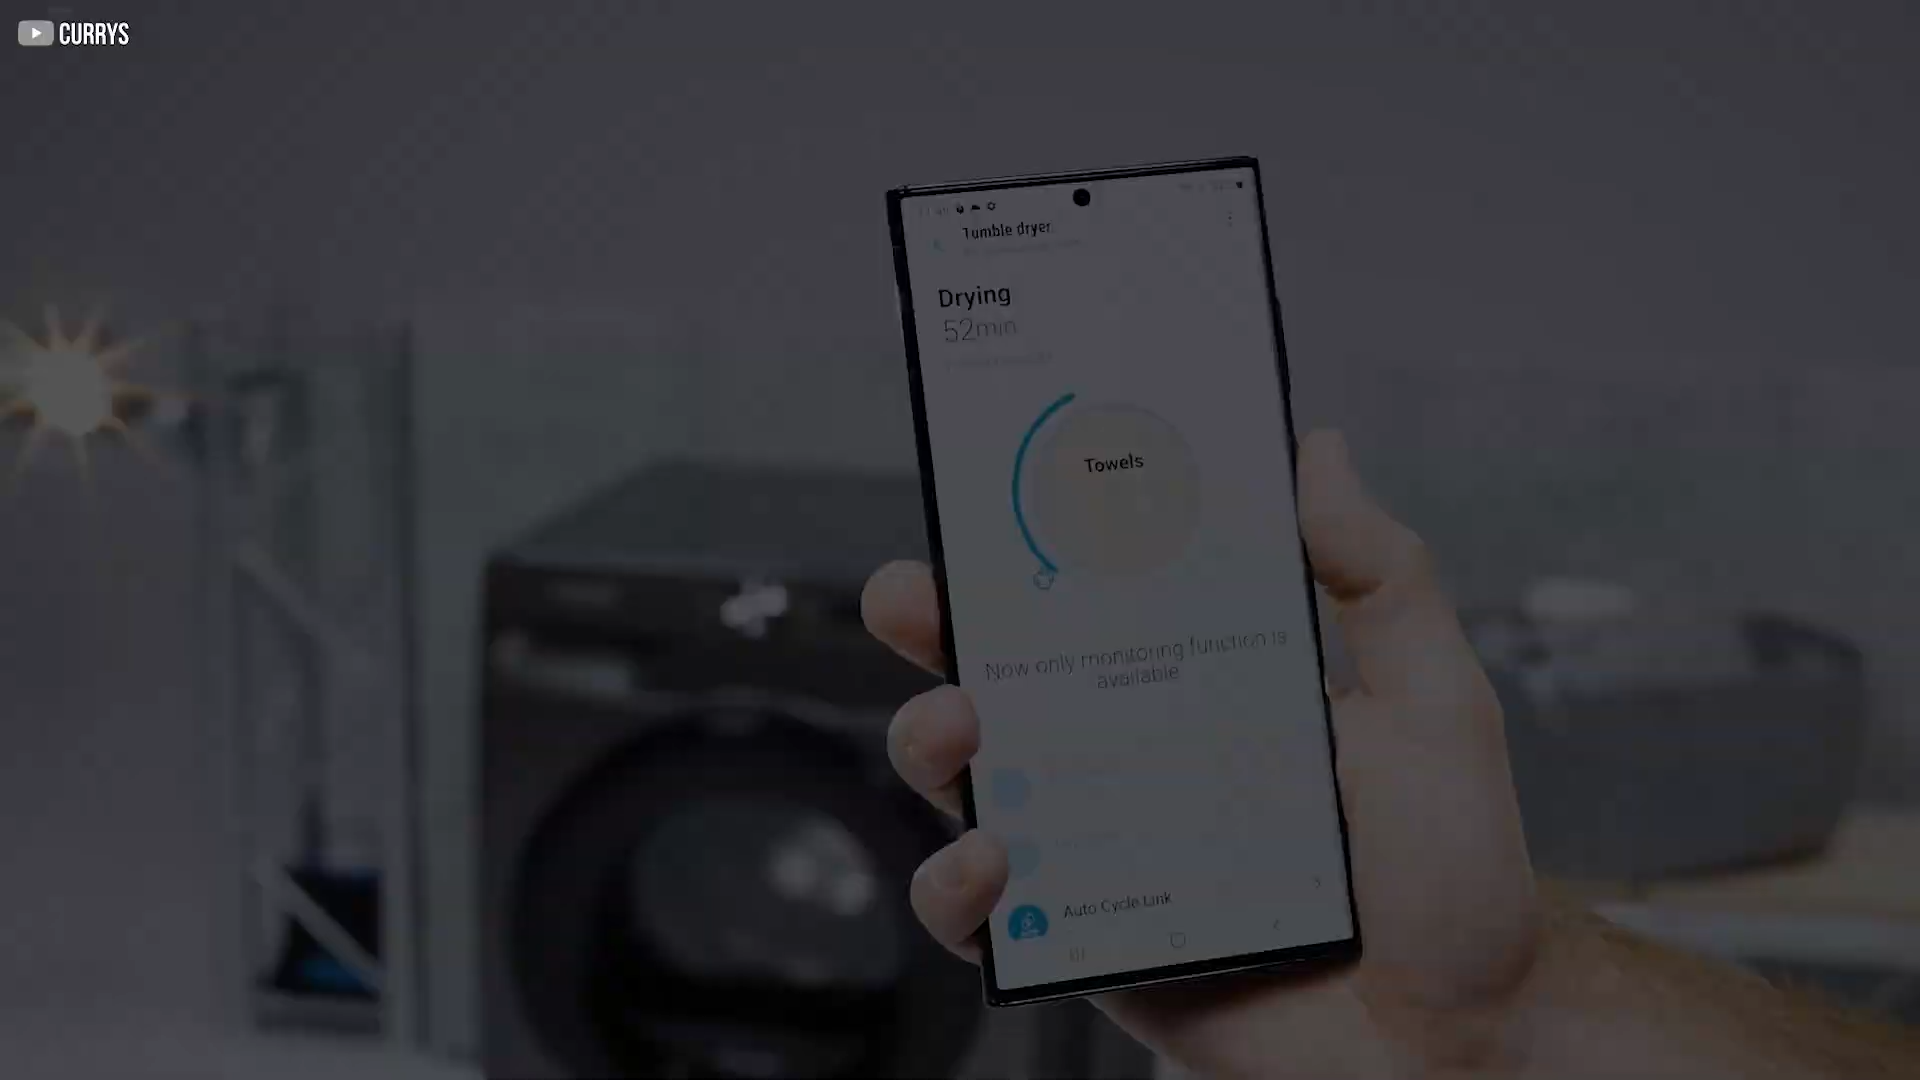 CURRYS
Tumble dryer
Drying
52min
Towels
Now only monitoring function is
available
Auto Cycle Link